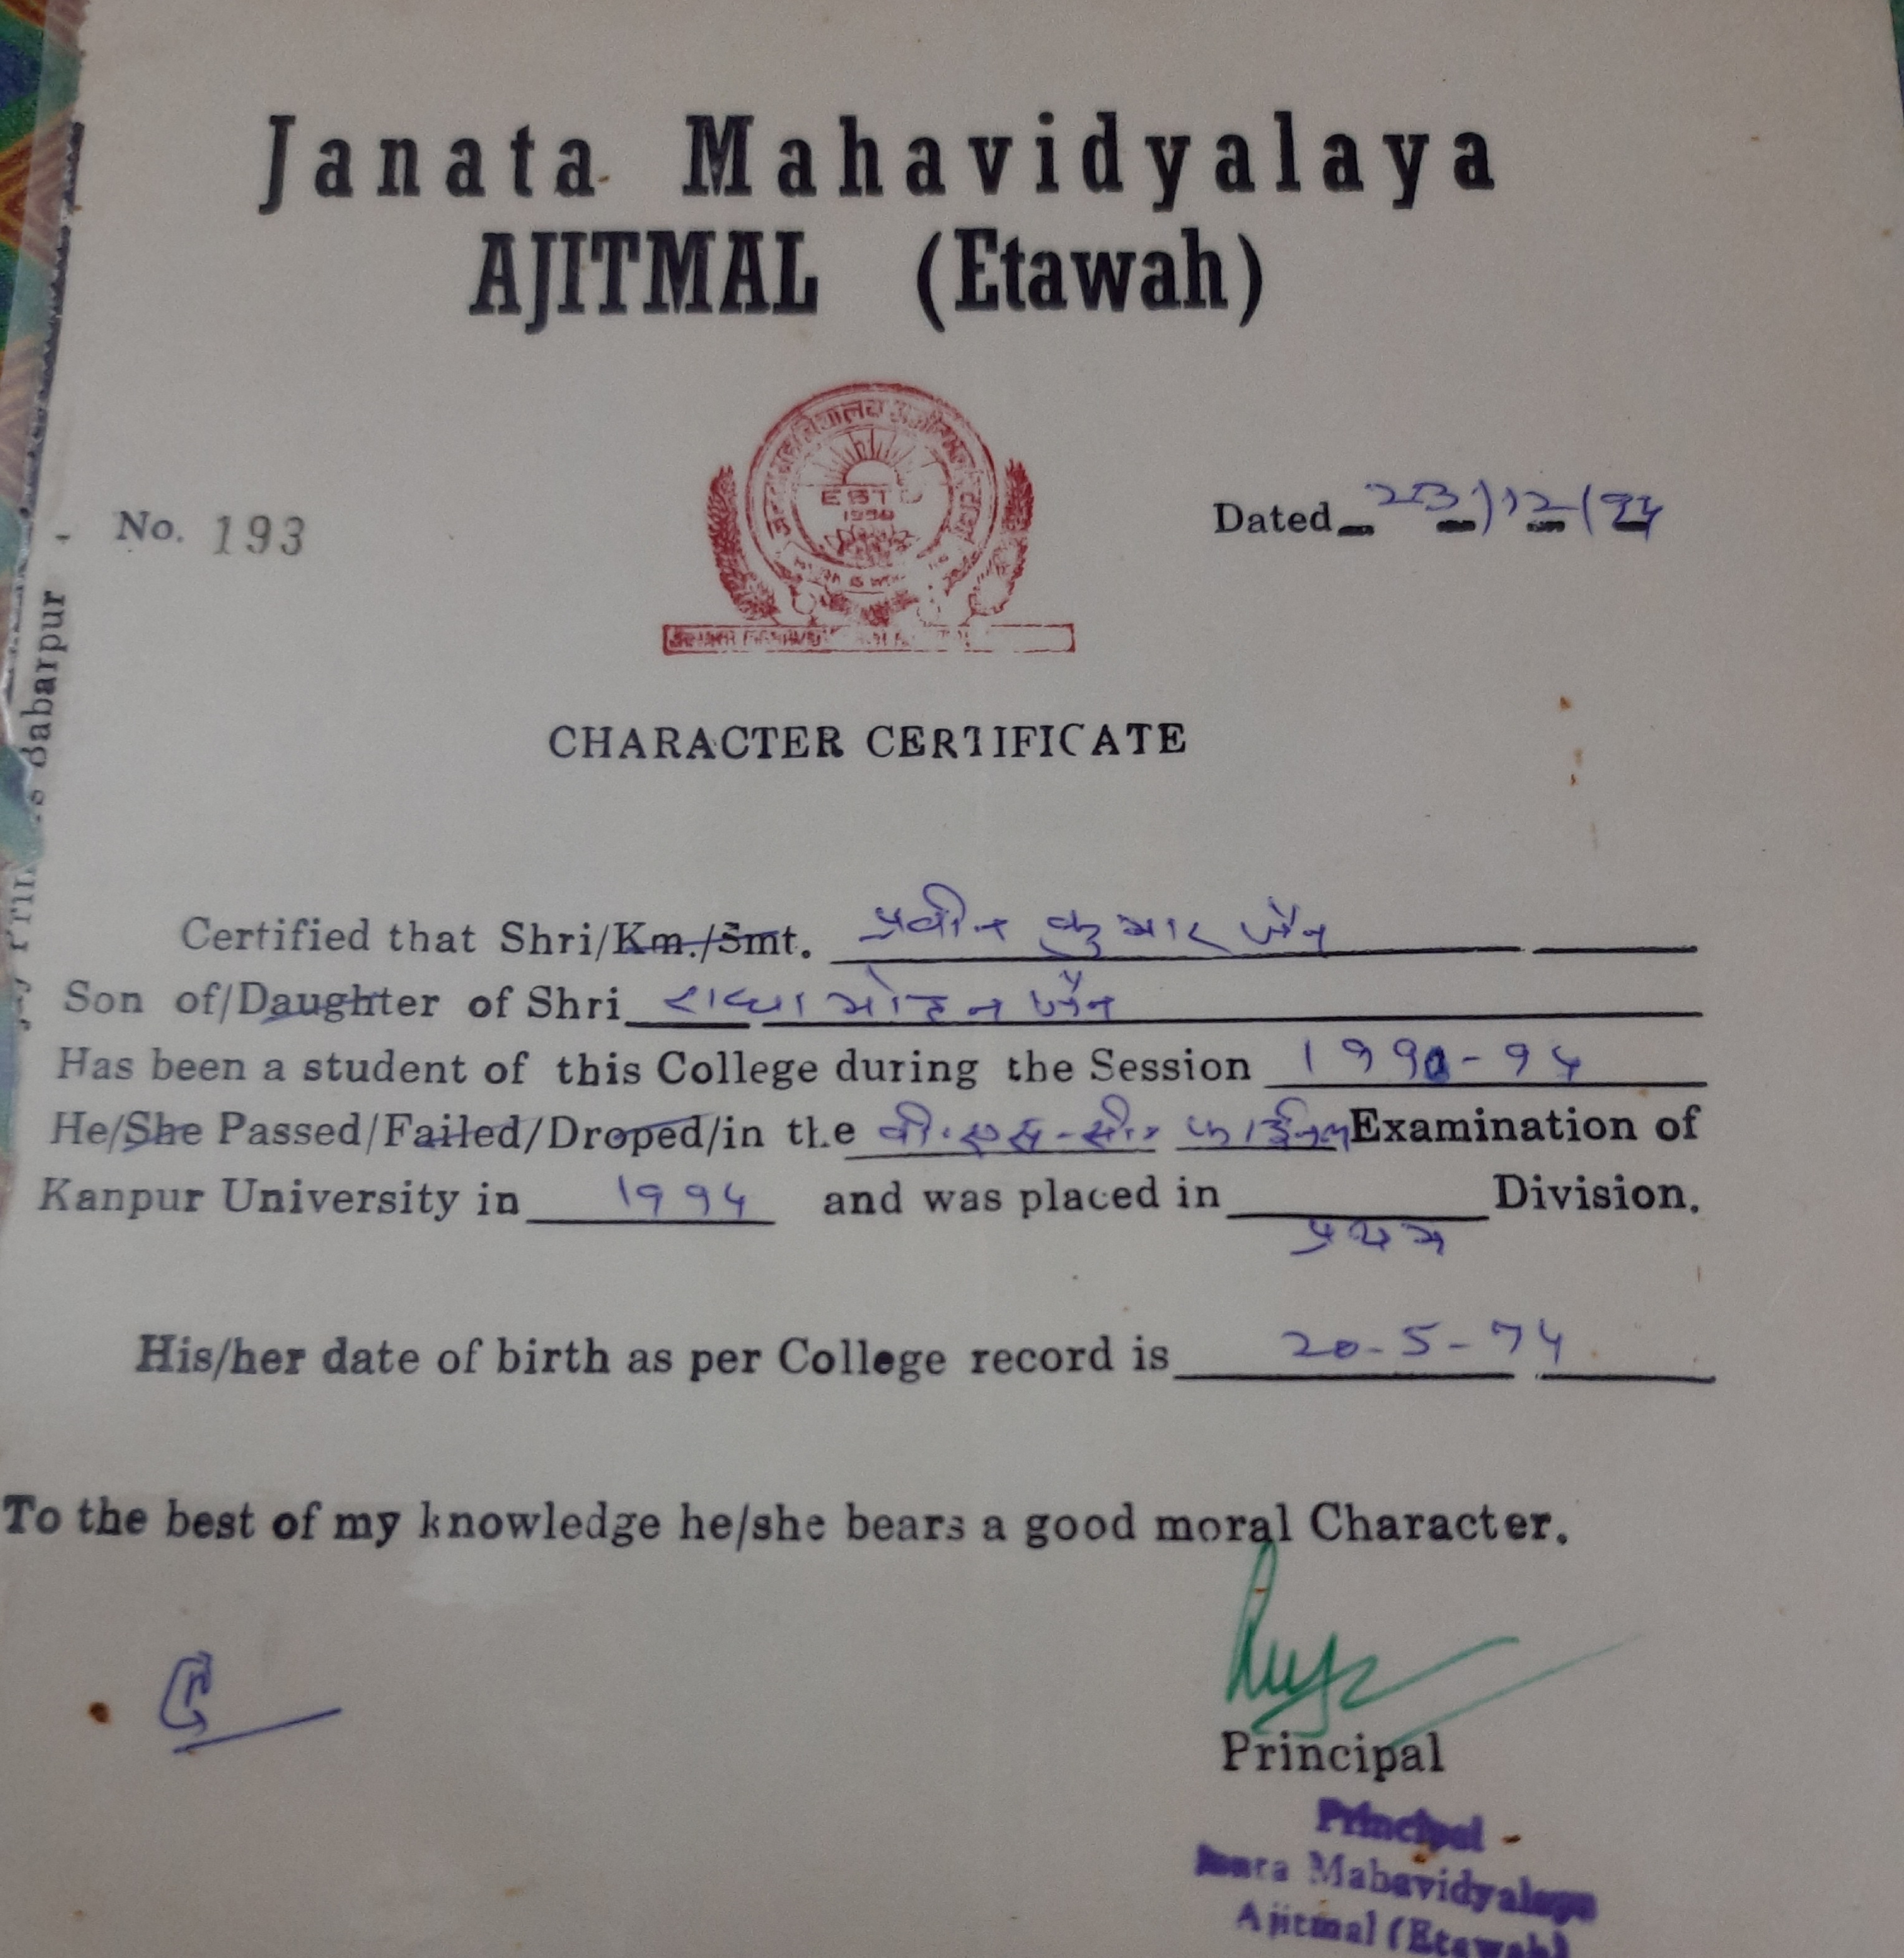 Janata Mahavidyalaya
AJITMAL (Etawah)
ESTD
No. 193
Dated 23/12/94
CHARACTER CERTIFICATE
Certified that Shri/Km./Smt. प्रवीन कुमार जैन
Son of/Daughter of Shri राधा मोहन जैन
Has been a student of this College during the Session 1990-94
He/She Passed/Failed/Droped/in the बी.एस-सी. फाईनल Examination of
Kanpur University in 1994 and was placed in प्रथम Division.
His/her date of birth as per College record is 20-5-74
To the best of my knowledge he/she bears a good moral Character.
Principal
Principal
Mahavidyalaya
Ajitmal (Etawah)
Babarpur